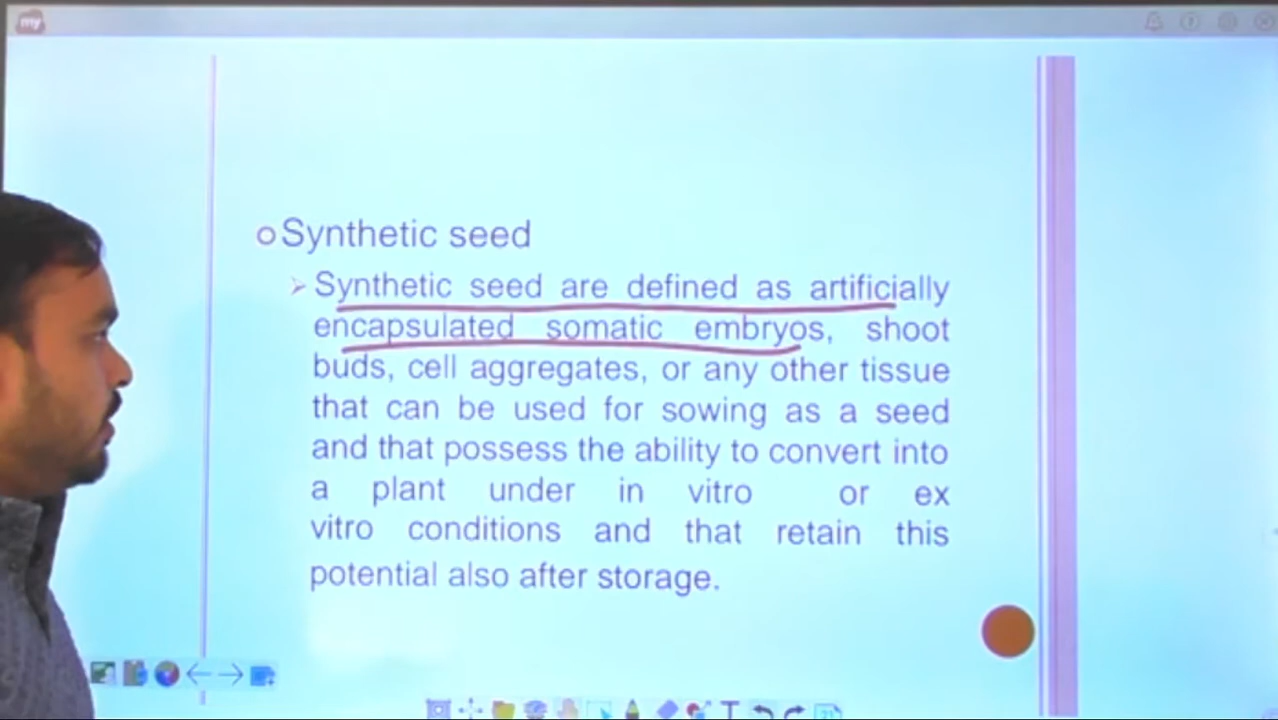 my
Synthetic seed
Synthetic seed are defined as artificially
encapsulated somatic embryos, shoot
buds, cell aggregates, or any other tissue
that can be used for sowing as a seed
and that possess the ability to convert into
a plant under in vitro or ex
vitro conditions and that retain this
potential also after storage.
T
21